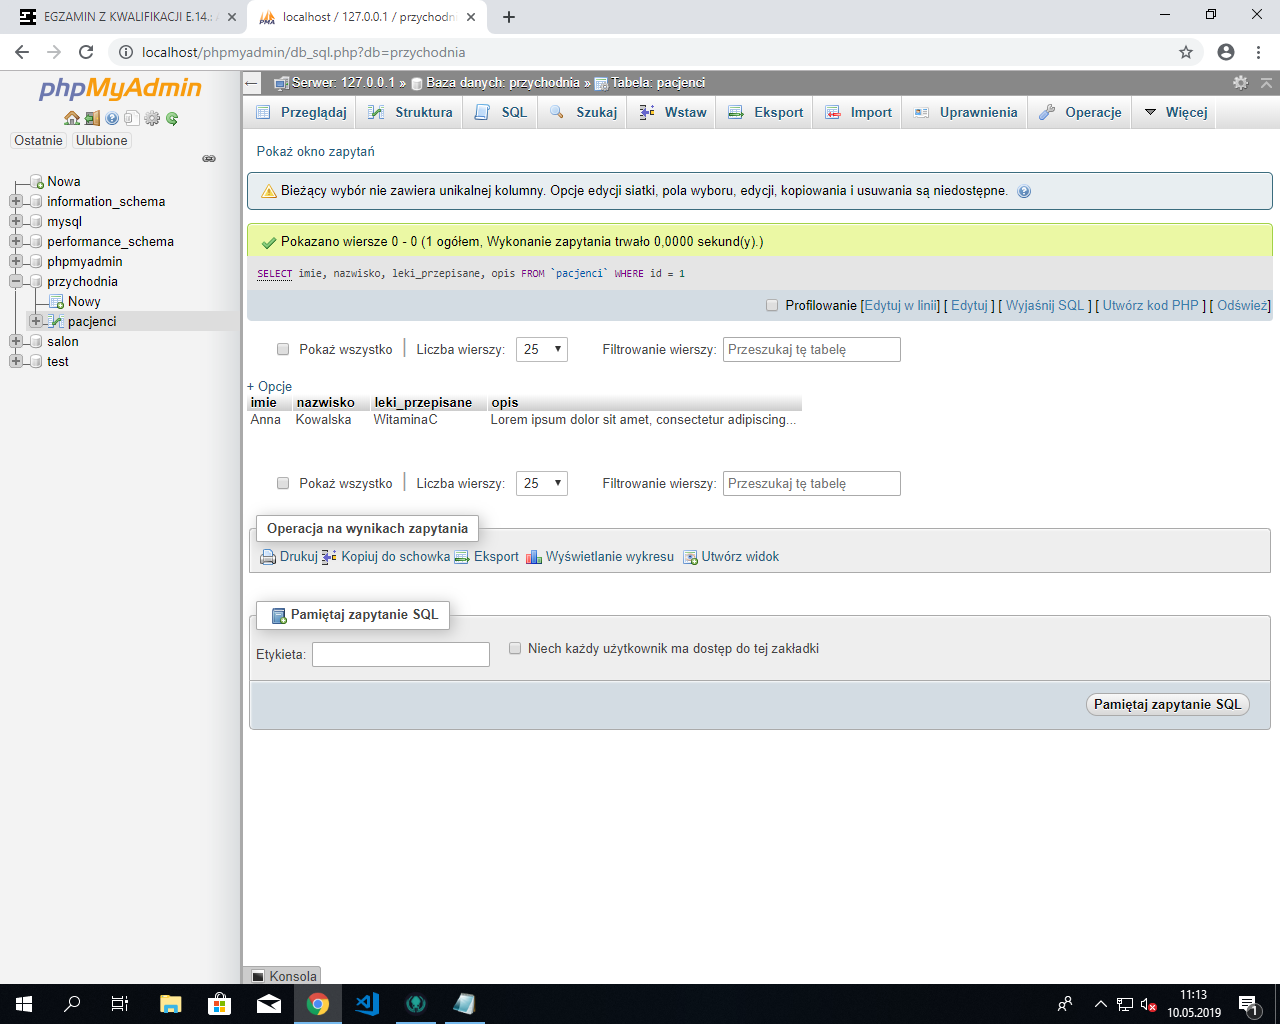 EGZAMIN Z KWALIFIKACJI E.14.: A
localhost / 127.0.0.1 / przychodni
localhost/phpmyadmin/db_sql.php?db=przychodnia
phpMyAdmin
Ostatnie Ulubione
Nowa
information_schema
mysql
performance_schema
phpmyadmin
przychodnia
Nowy
pacjenci
salon
test
Serwer: 127.0.0.1 » Baza danych: przychodnia » Tabela: pacjenci
Przeglądaj Struktura SQL Szukaj Wstaw Eksport Import Uprawnienia Operacje Więcej
Pokaż okno zapytań
Bieżący wybór nie zawiera unikalnej kolumny. Opcje edycji siatki, pola wyboru, edycji, kopiowania i usuwania są niedostępne.
Pokazano wiersze 0 - 0 (1 ogółem, Wykonanie zapytania trwało 0,0000 sekund(y).)
SELECT imie, nazwisko, leki_przepisane, opis FROM `pacjenci` WHERE id = 1
Profilowanie [Edytuj w linii] [ Edytuj ] [ Wyjaśnij SQL ] [ Utwórz kod PHP ] [ Odśwież]
Pokaż wszystko | Liczba wierszy: 25 Filtrowanie wierszy: Przeszukaj tę tabelę
+ Opcje
imie nazwisko leki_przepisane opis
Anna Kowalska WitaminaC Lorem ipsum dolor sit amet, consectetur adipiscing...
Pokaż wszystko | Liczba wierszy: 25 Filtrowanie wierszy: Przeszukaj tę tabelę
Operacja na wynikach zapytania
Drukuj Kopiuj do schowka Eksport Wyświetlanie wykresu Utwórz widok
Pamiętaj zapytanie SQL
Etykieta: Niech każdy użytkownik ma dostęp do tej zakładki
Pamiętaj zapytanie SQL
Konsola
11:13
10.05.2019
1